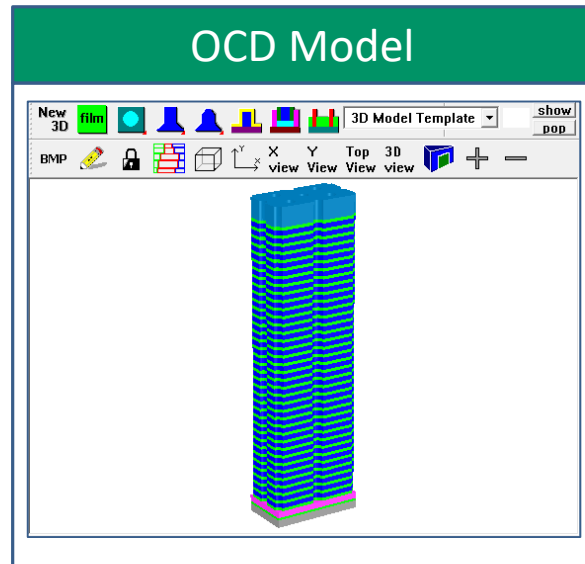 OCD Model
New 3D film 3D Model Template show
pop
BMP Y X X view Y View Top View 3D view